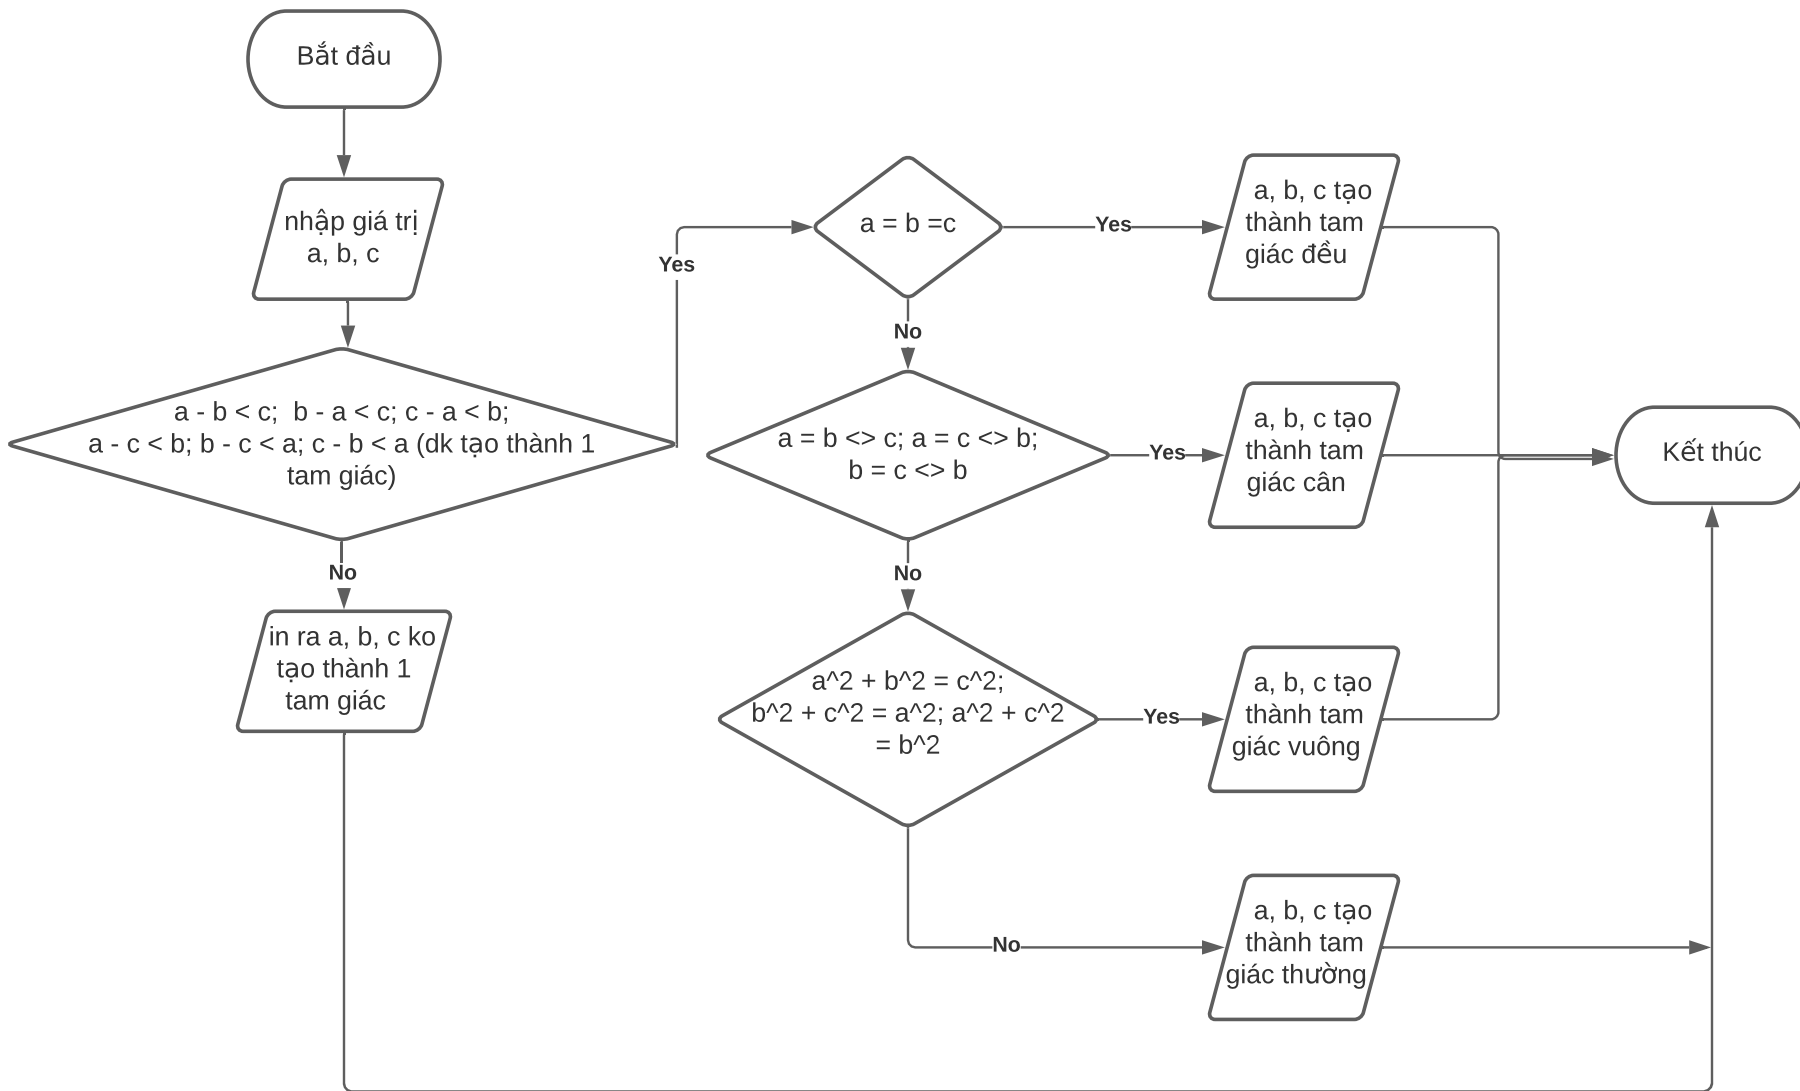 Bắt đầu
nhập giá trị
a, b, c
a - b < c;  b - a < c; c - a < b;
a - c < b; b - c < a; c - b < a (dk tạo thành 1
tam giác)
No
in ra a, b, c ko
tạo thành 1
tam giác
Yes
a = b =c
Yes
a, b, c tạo
thành tam
giác đều
No
a = b <> c; a = c <> b;
b = c <> b
Yes
a, b, c tạo
thành tam
giác cân
No
a^2 + b^2 = c^2;
b^2 + c^2 = a^2; a^2 + c^2
= b^2
Yes
a, b, c tạo
thành tam
giác vuông
No
a, b, c tạo
thành tam
giác thường
Kết thúc